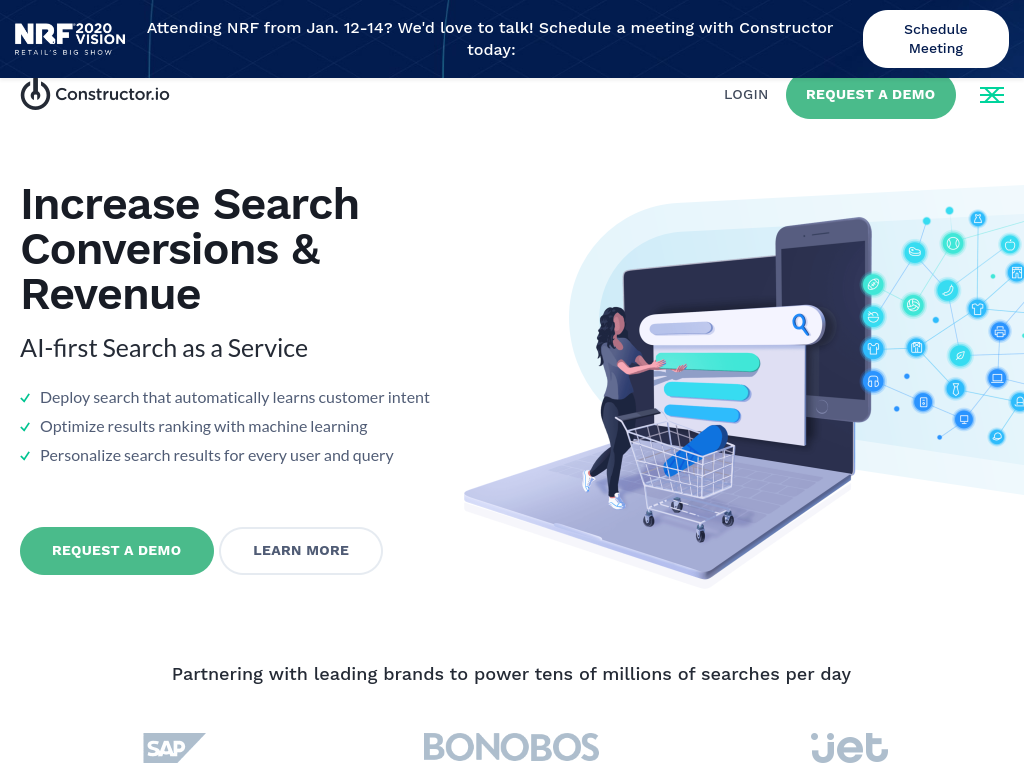 NRF 2020 VISION
RETAIL'S BIG SHOW
Attending NRF from Jan. 12-14? We'd love to talk! Schedule a meeting with Constructor
today:
Schedule
Meeting
Constructor.io
LOGIN
REQUEST A DEMO
Increase Search
Conversions &
Revenue
AI-first Search as a Service
Deploy search that automatically learns customer intent
Optimize results ranking with machine learning
Personalize search results for every user and query
REQUEST A DEMO
LEARN MORE
Partnering with leading brands to power tens of millions of searches per day
SAP
BONOBOS
jet